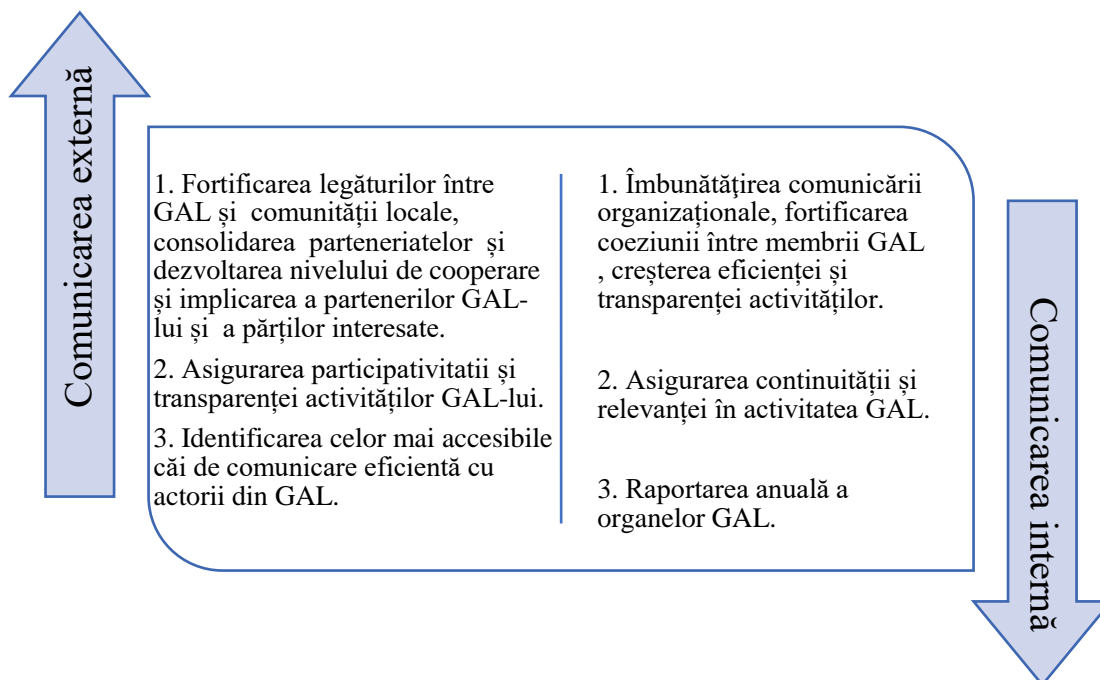 Comunicarea externă
1. Fortificarea legăturilor între
GAL și comunității locale,
consolidarea parteneriatelor și
dezvoltarea nivelului de cooperare
și implicarea a partenerilor GAL-
lui și a părților interesate.
2. Asigurarea participativitatii și
transparenței activităților GAL-lui.
3. Identificarea celor mai accesibile
căi de comunicare eficientă cu
actorii din GAL.
1. Îmbunătăţirea comunicării
organizaționale, fortificarea
coeziunii între membrii GAL
, creșterea eficienței și
transparenței activităților.
2. Asigurarea continuității și
relevanței în activitatea GAL.
3. Raportarea anuală a
organelor GAL.
Comunicarea internă